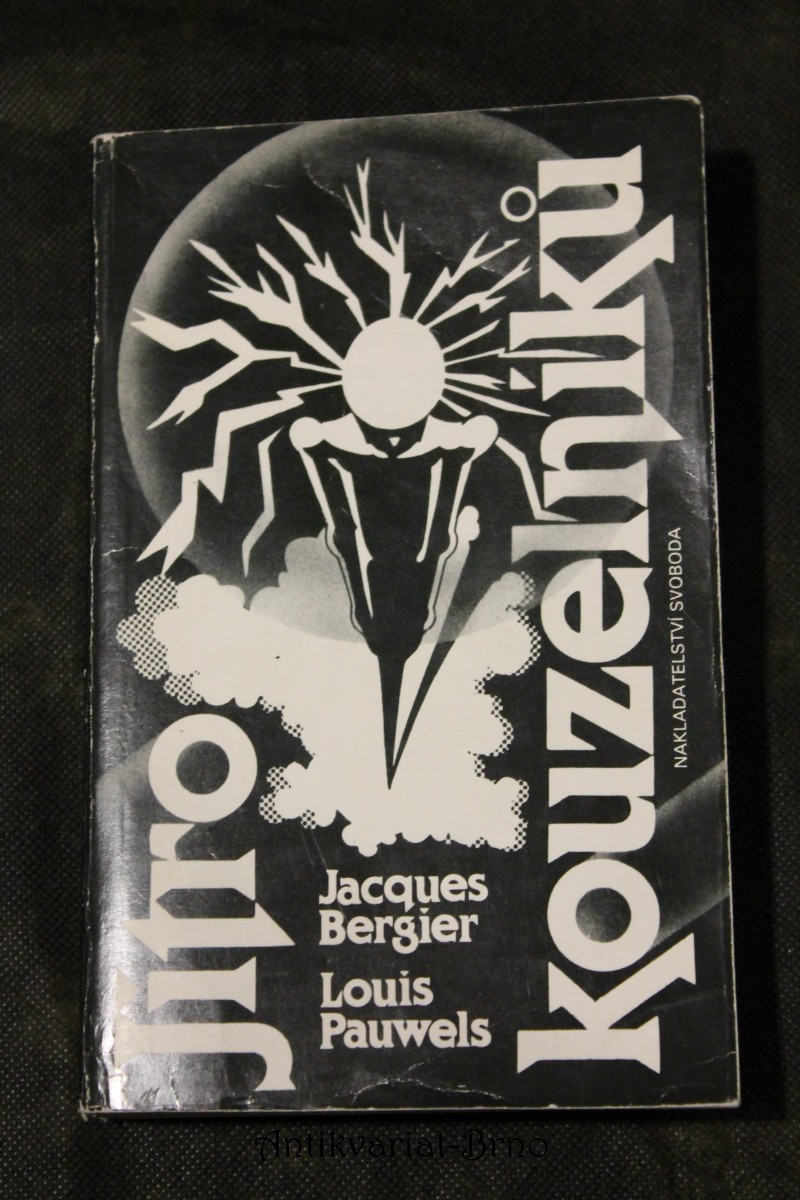 Jitro
kouzelníků
Jacques
Bergier
Louis
Pauwels
NAKLADATELSTVÍ SVOBODA
Antikvariat-Brno